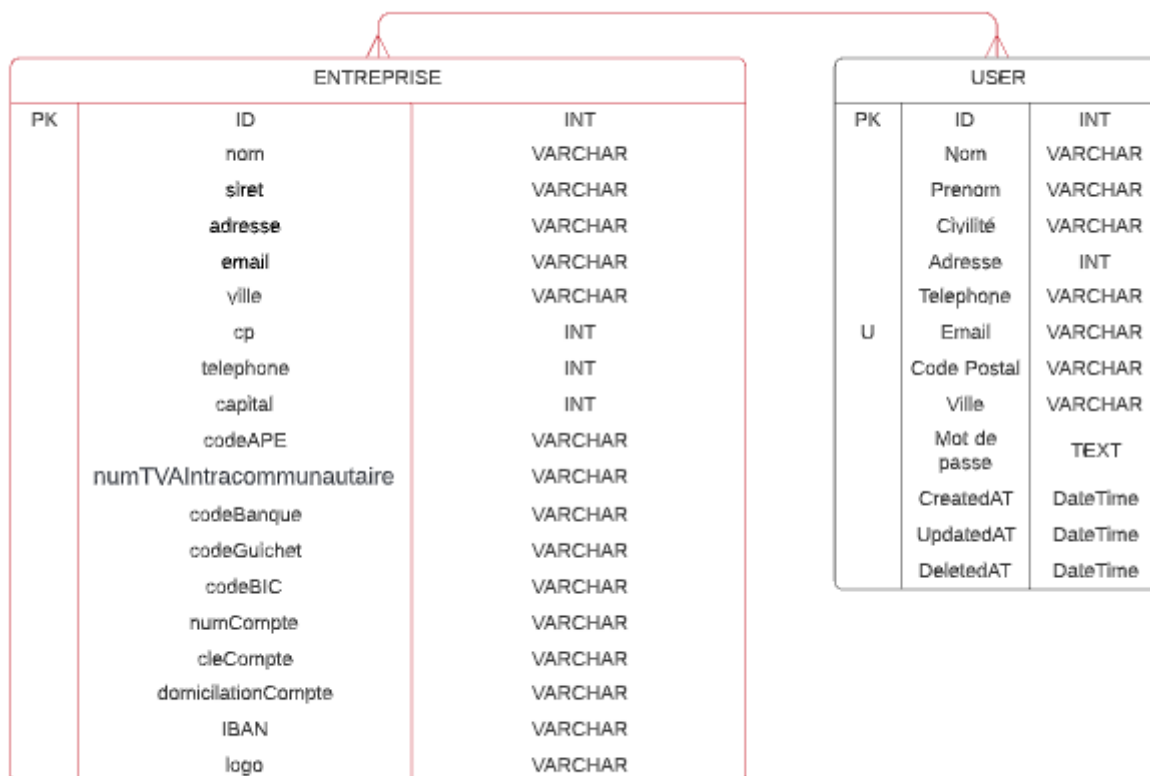 ENTREPRISE
PK ID INT
nom VARCHAR
siret VARCHAR
adresse VARCHAR
email VARCHAR
ville VARCHAR
cp INT
telephone INT
capital INT
codeAPE VARCHAR
numTVAIntracommunautaire VARCHAR
codeBanque VARCHAR
codeGuichet VARCHAR
codeBIC VARCHAR
numCompte VARCHAR
cleCompte VARCHAR
domicilationCompte VARCHAR
IBAN VARCHAR
logo VARCHAR
USER
PK ID INT
Nom VARCHAR
Prenom VARCHAR
Civilité VARCHAR
Adresse INT
Telephone VARCHAR
U Email VARCHAR
Code Postal VARCHAR
Ville VARCHAR
Mot de
passe TEXT
CreatedAT DateTime
UpdatedAT DateTime
DeletedAT DateTime